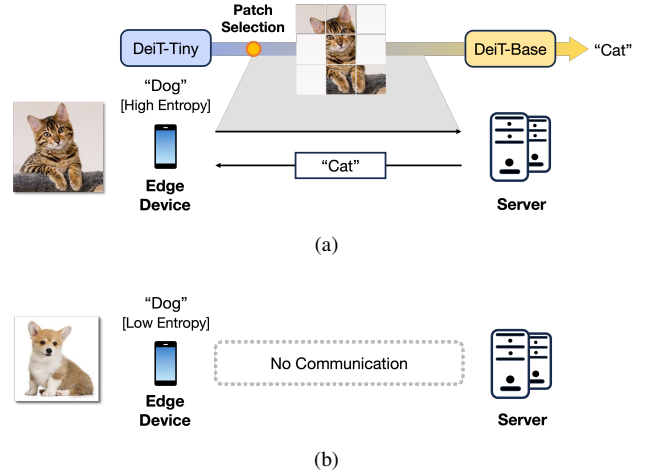 Patch
Selection
DeiT-Tiny
DeiT-Base
“Cat”
“Dog”
[High Entropy]
“Cat”
Edge
Device
Server
(a)
“Dog”
[Low Entropy]
No Communication
Edge
Device
Server
(b)